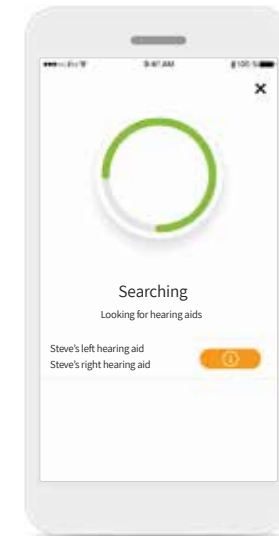 9:41 AM
Searching
Looking for hearing aids
Steve's left hearing aid
Steve's right hearing aid